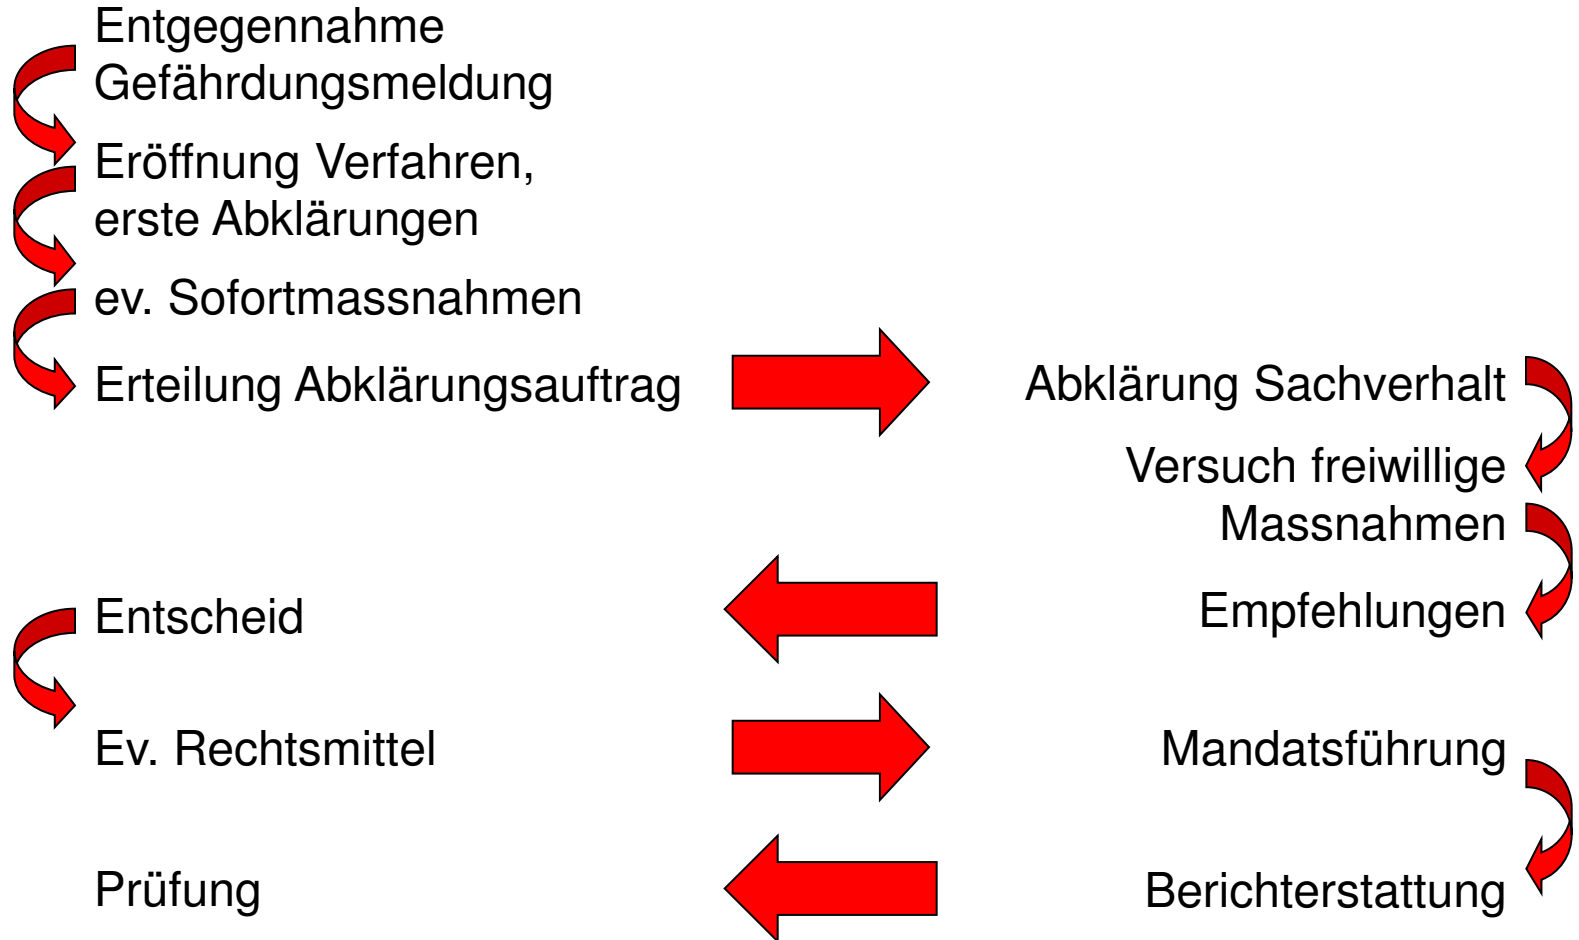 Entgegennahme
Gefährdungsmeldung
Eröffnung Verfahren,
erste Abklärungen
ev. Sofortmassnahmen
Erteilung Abklärungsauftrag
Abklärung Sachverhalt
Versuch freiwillige
Massnahmen
Empfehlungen
Entscheid
Ev. Rechtsmittel
Mandatsführung
Berichterstattung
Prüfung